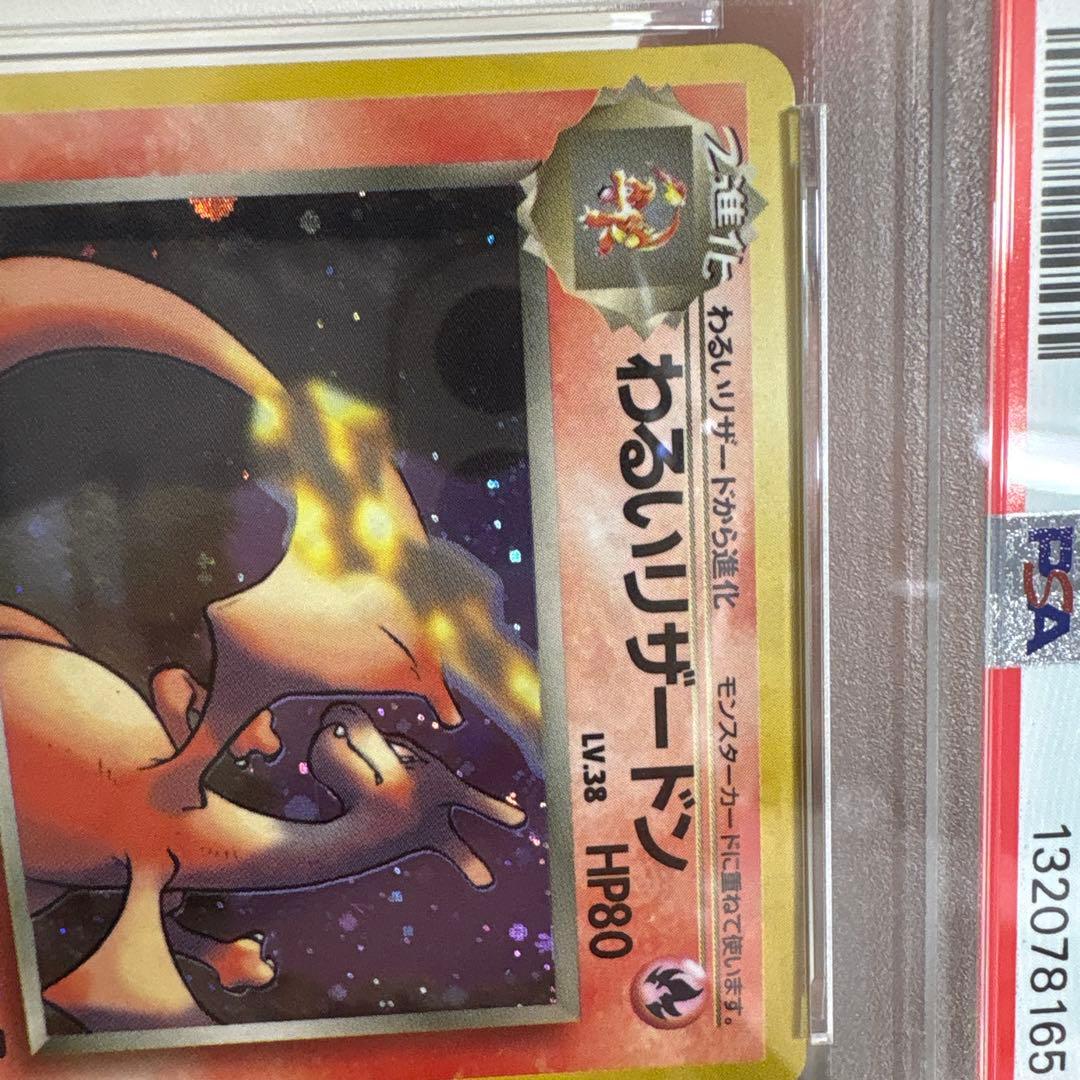 2進化
わるいリザードから進化 モンスターカードに重ねて使います。
わるいリザードン
LV.38 HP80
PSA
132078165